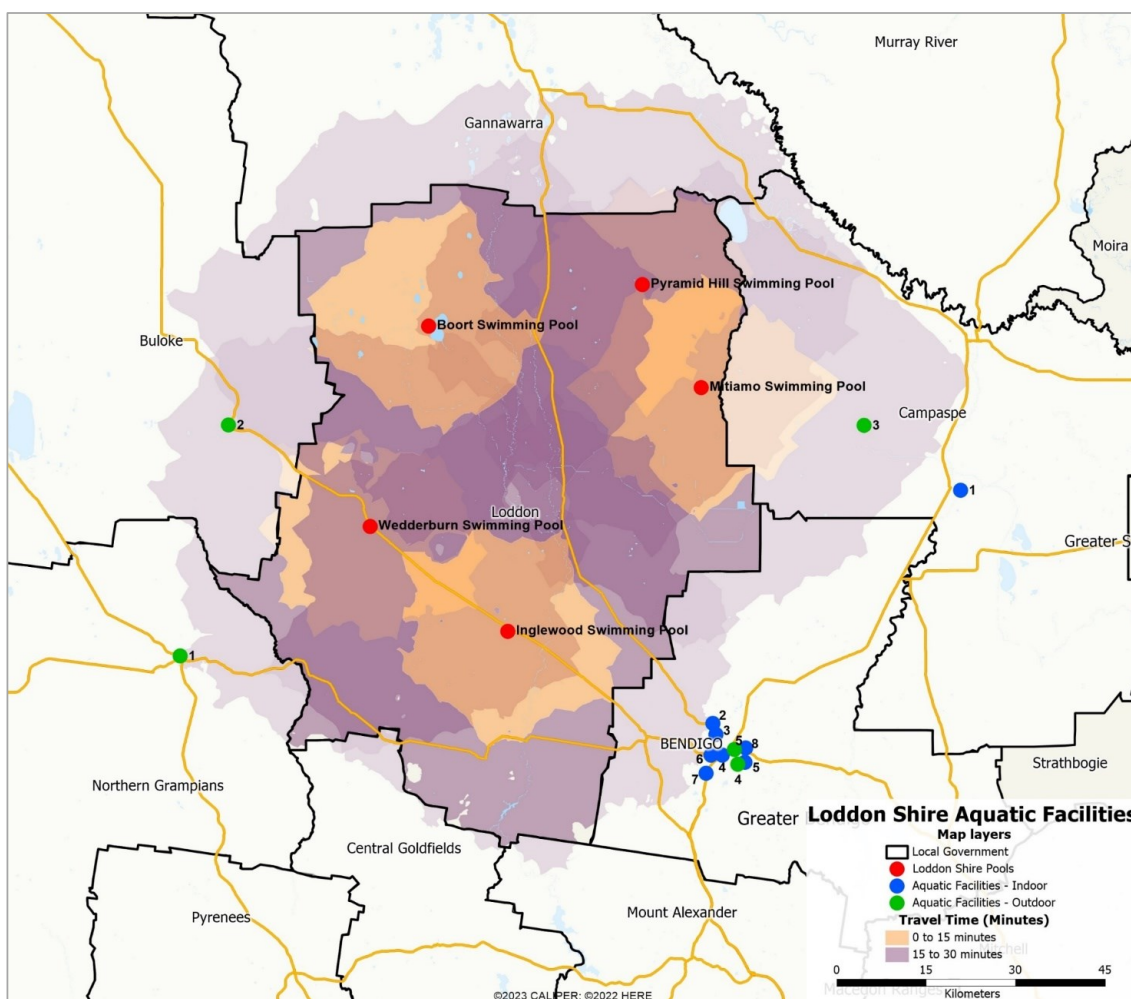 Murray River
Gannawarra
Moira
Pyramid Hill Swimming Pool
Boort Swimming Pool
Buloke
Mitiamo Swimming Pool
Campaspe
2
3
1
Loddon
Wedderburn Swimming Pool
Greater S
Inglewood Swimming Pool
1
2
3
BENDIGO
5
8
6
4
5
7
4
Strathbogie
Northern Grampians
Greater
Loddon Shire Aquatic Facilities
Map layers
Local Government
Loddon Shire Pools
Aquatic Facilities - Indoor
Aquatic Facilities - Outdoor
Travel Time (Minutes)
0 to 15 minutes
15 to 30 minutes
Mitchell
0 15 30 45
Kilometers
Macedon Ranges
Central Goldfields
Mount Alexander
Pyrenees
©2023 CALIPER; ©2022 HERE